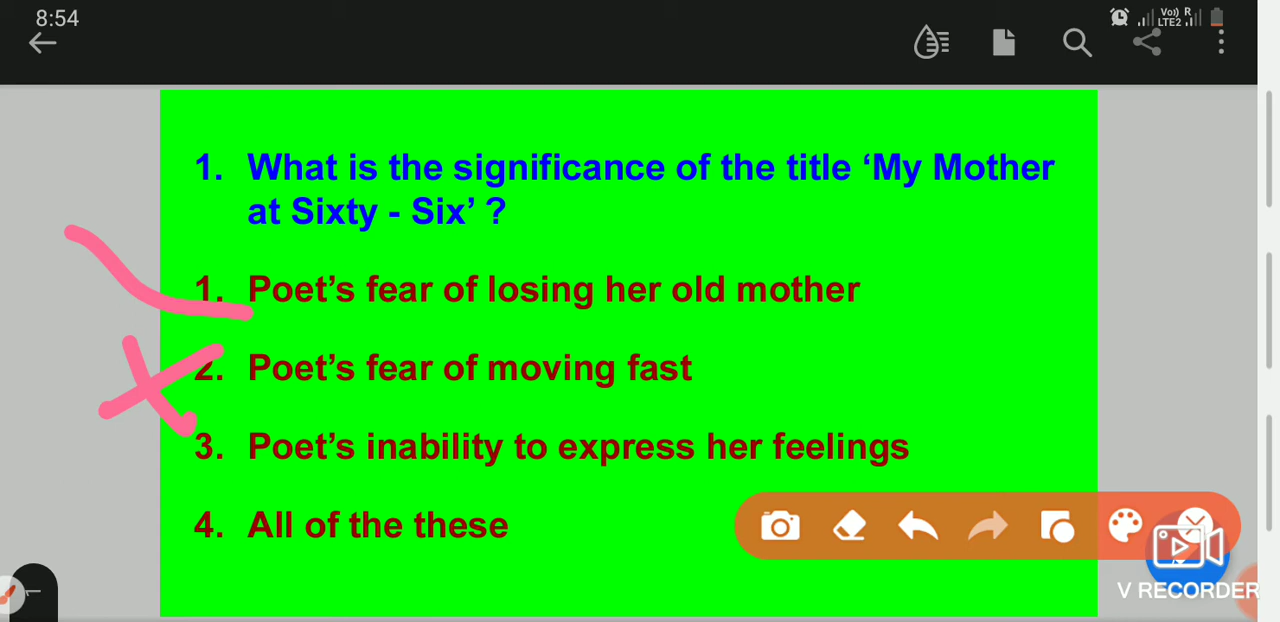 8:54
Vo)) R
LTE2
1. What is the significance of the title ‘My Mother
at Sixty - Six’ ?
1. Poet’s fear of losing her old mother
2. Poet’s fear of moving fast
3. Poet’s inability to express her feelings
4. All of the these
V RECORDER